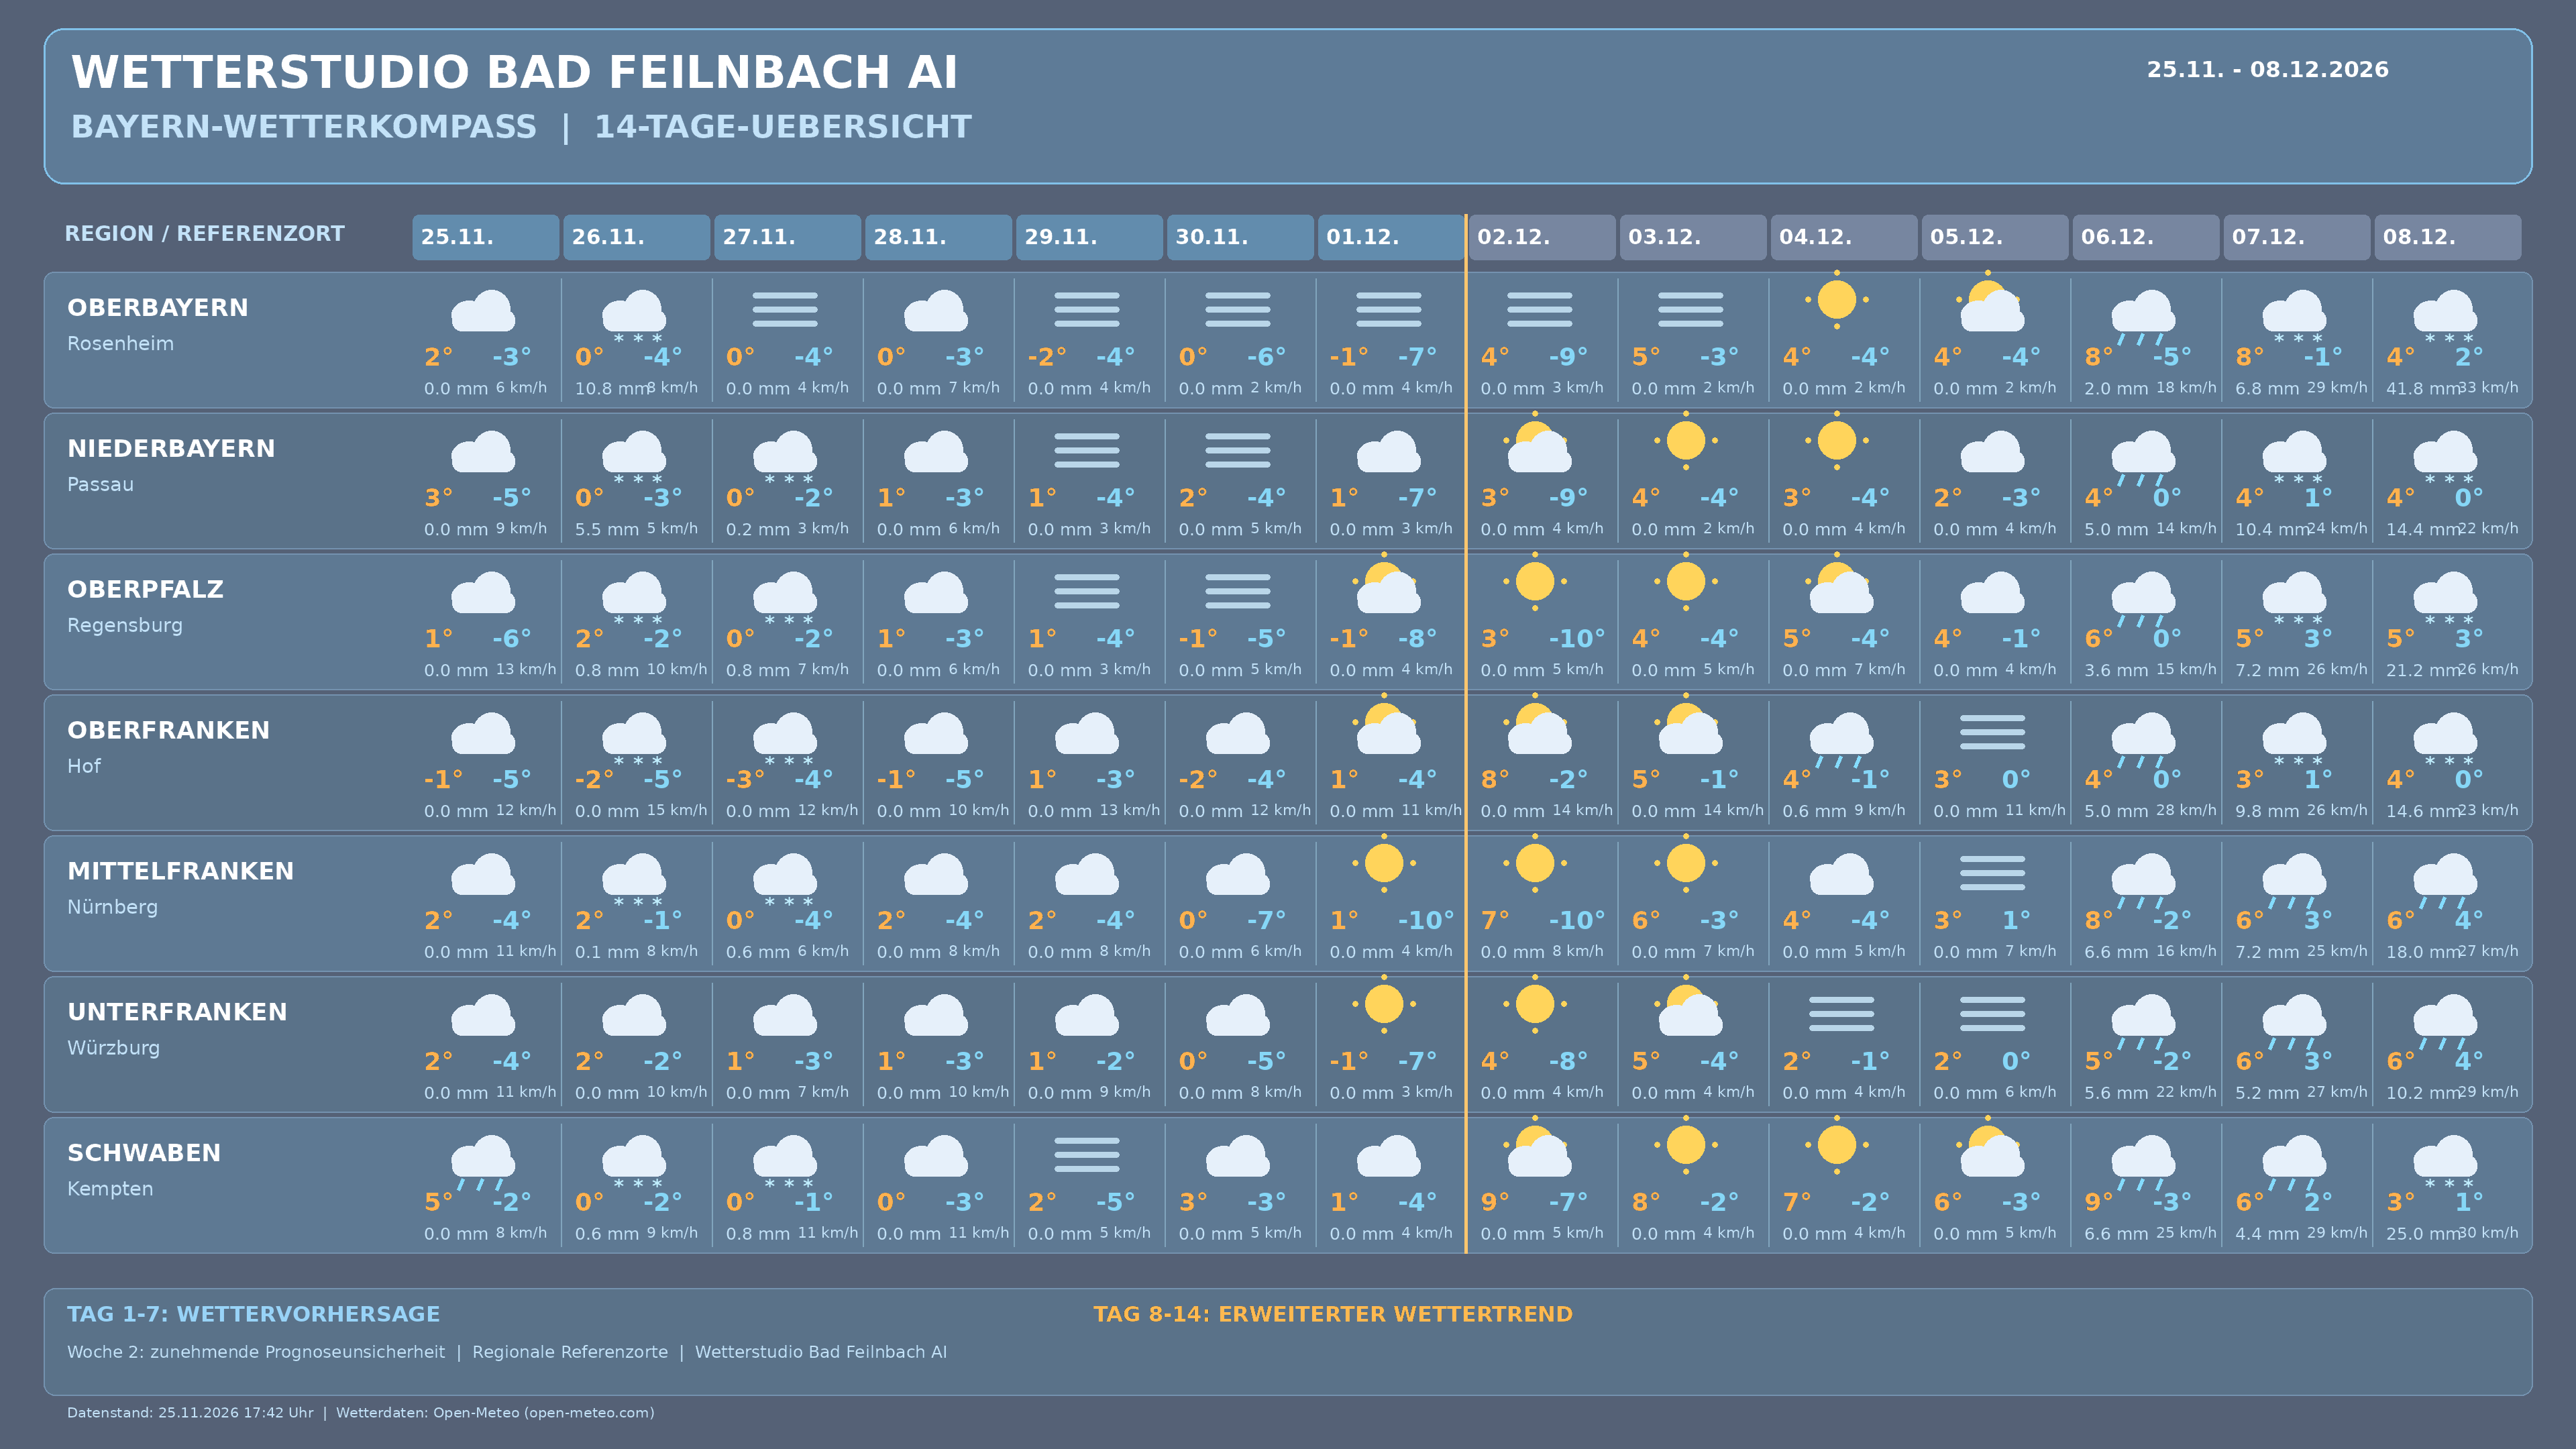 WETTERSTUDIO BAD FEILNBACH AI
25.11. - 08.12.2026
BAYERN-WETTERKOMPASS | 14-TAGE-UEBERSICHT
REGION / REFERENZORT 25.11. 26.11. 27.11. 28.11. 29.11. 30.11. 01.12. 02.12. 03.12. 04.12. 05.12. 06.12. 07.12. 08.12.
OBERBAYERN
Rosenheim
2° -3° 0° -4° 0° -4° 0° -3° -2° -4° 0° -6° -1° -7° 4° -9° 5° -3° 4° -4° 4° -4° 8° -5° 8° -1° 4° 2°
0.0 mm 6 km/h 10.8 mm 8 km/h 0.0 mm 4 km/h 0.0 mm 7 km/h 0.0 mm 4 km/h 0.0 mm 2 km/h 0.0 mm 4 km/h 0.0 mm 3 km/h 0.0 mm 2 km/h 0.0 mm 2 km/h 0.0 mm 2 km/h 2.0 mm 18 km/h 6.8 mm 29 km/h 41.8 mm 33 km/h
NIEDERBAYERN
Passau
3° -5° 0° -3° 0° -2° 1° -3° 1° -4° 2° -4° 1° -7° 3° -9° 4° -4° 3° -4° 2° -3° 4° 0° 4° 1° 4° 0°
0.0 mm 9 km/h 5.5 mm 5 km/h 0.2 mm 3 km/h 0.0 mm 6 km/h 0.0 mm 3 km/h 0.0 mm 5 km/h 0.0 mm 3 km/h 0.0 mm 4 km/h 0.0 mm 2 km/h 0.0 mm 4 km/h 0.0 mm 4 km/h 5.0 mm 14 km/h 10.4 mm 24 km/h 14.4 mm 22 km/h
OBERPFALZ
Regensburg
1° -6° 2° -2° 0° -2° 1° -3° 1° -4° -1° -5° -1° -8° 3° -10° 4° -4° 5° -4° 4° -1° 6° 0° 5° 3° 5° 3°
0.0 mm 13 km/h 0.8 mm 10 km/h 0.8 mm 7 km/h 0.0 mm 6 km/h 0.0 mm 3 km/h 0.0 mm 5 km/h 0.0 mm 4 km/h 0.0 mm 5 km/h 0.0 mm 5 km/h 0.0 mm 7 km/h 0.0 mm 4 km/h 3.6 mm 15 km/h 7.2 mm 26 km/h 21.2 mm 26 km/h
OBERFRANKEN
Hof
-1° -5° -2° -5° -3° -4° -1° -5° 1° -3° -2° -4° 1° -4° 8° -2° 5° -1° 4° -1° 3° 0° 4° 0° 3° 1° 4° 0°
0.0 mm 12 km/h 0.0 mm 15 km/h 0.0 mm 12 km/h 0.0 mm 10 km/h 0.0 mm 13 km/h 0.0 mm 12 km/h 0.0 mm 11 km/h 0.0 mm 14 km/h 0.0 mm 14 km/h 0.6 mm 9 km/h 0.0 mm 11 km/h 5.0 mm 28 km/h 9.8 mm 26 km/h 14.6 mm 23 km/h
MITTELFRANKEN
Nürnberg
2° -4° 2° -1° 0° -4° 2° -4° 2° -4° 0° -7° 1° -10° 7° -10° 6° -3° 4° -4° 3° 1° 8° -2° 6° 3° 6° 4°
0.0 mm 11 km/h 0.1 mm 8 km/h 0.6 mm 6 km/h 0.0 mm 8 km/h 0.0 mm 8 km/h 0.0 mm 6 km/h 0.0 mm 4 km/h 0.0 mm 8 km/h 0.0 mm 7 km/h 0.0 mm 5 km/h 0.0 mm 7 km/h 6.6 mm 16 km/h 7.2 mm 25 km/h 18.0 mm 27 km/h
UNTERFRANKEN
Würzburg
2° -4° 2° -2° 1° -3° 1° -3° 1° -2° 0° -5° -1° -7° 4° -8° 5° -4° 2° -1° 2° 0° 5° -2° 6° 3° 6° 4°
0.0 mm 11 km/h 0.0 mm 10 km/h 0.0 mm 7 km/h 0.0 mm 10 km/h 0.0 mm 9 km/h 0.0 mm 8 km/h 0.0 mm 3 km/h 0.0 mm 4 km/h 0.0 mm 4 km/h 0.0 mm 4 km/h 0.0 mm 6 km/h 5.6 mm 22 km/h 5.2 mm 27 km/h 10.2 mm 29 km/h
SCHWABEN
Kempten
5° -2° 0° -2° 0° -1° 0° -3° 2° -5° 3° -3° 1° -4° 9° -7° 8° -2° 7° -2° 6° -3° 9° -3° 6° 2° 3° 1°
0.0 mm 8 km/h 0.6 mm 9 km/h 0.8 mm 11 km/h 0.0 mm 11 km/h 0.0 mm 5 km/h 0.0 mm 5 km/h 0.0 mm 4 km/h 0.0 mm 5 km/h 0.0 mm 4 km/h 0.0 mm 4 km/h 0.0 mm 5 km/h 6.6 mm 25 km/h 4.4 mm 29 km/h 25.0 mm 30 km/h
TAG 1-7: WETTERVORHERSAGE TAG 8-14: ERWEITERTER WETTERTREND
Woche 2: zunehmende Prognoseunsicherheit | Regionale Referenzorte | Wetterstudio Bad Feilnbach AI
Datenstand: 25.11.2026 17:42 Uhr | Wetterdaten: Open-Meteo (open-meteo.com)